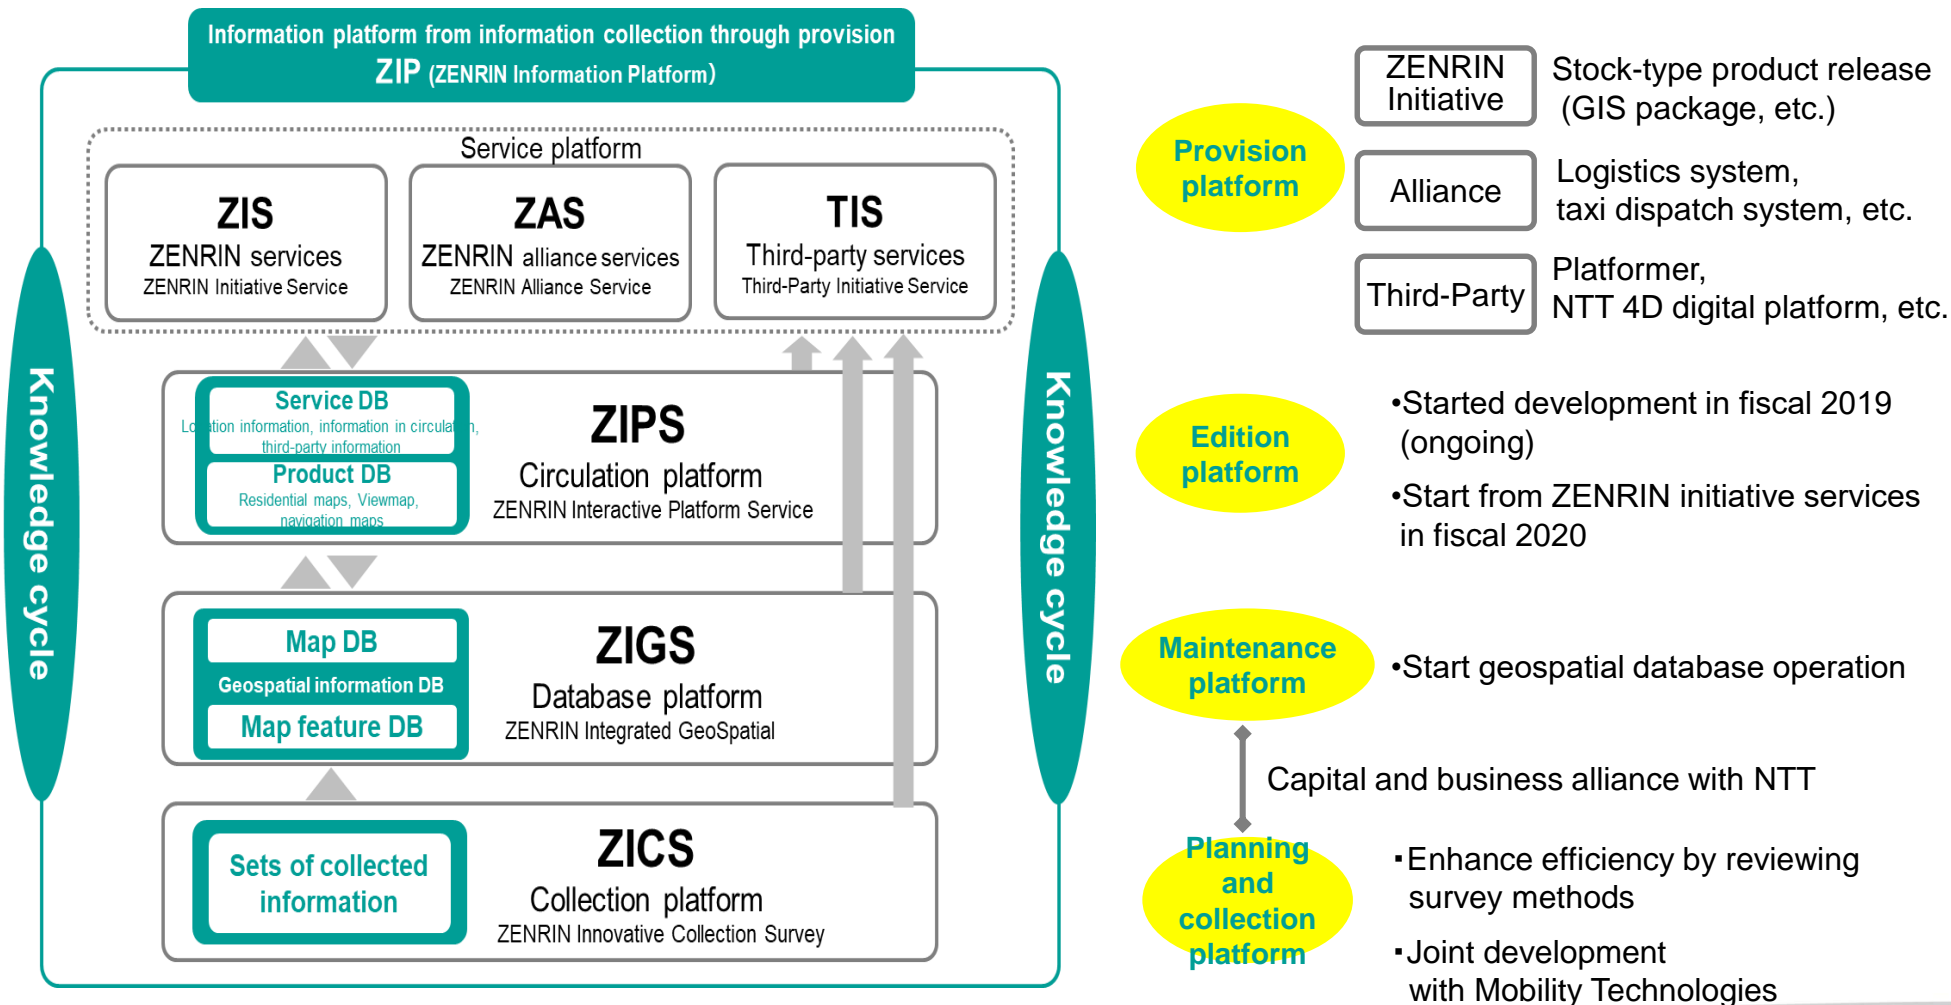 Information platform from information collection through provision
ZIP (ZENRIN Information Platform)
Knowledge cycle
Service platform
ZIS
ZENRIN services
ZENRIN Initiative Service
ZAS
ZENRIN alliance services
ZENRIN Alliance Service
TIS
Third-party services
Third-Party Initiative Service
Service DB
Location information, information in circulation,
third-party information
Product DB
Residential maps, Viewmap,
navigation maps
ZIPS
Circulation platform
ZENRIN Interactive Platform Service
Map DB
Geospatial information DB
Map feature DB
ZIGS
Database platform
ZENRIN Integrated GeoSpatial
Sets of collected
information
ZICS
Collection platform
ZENRIN Innovative Collection Survey
Knowledge cycle
Provision
platform
ZENRIN
Initiative
Stock-type product release
(GIS package, etc.)
Alliance
Logistics system,
taxi dispatch system, etc.
Third-Party
Platformer,
NTT 4D digital platform, etc.
Edition
platform
•Started development in fiscal 2019
(ongoing)
•Start from ZENRIN initiative services
in fiscal 2020
Maintenance
platform
•Start geospatial database operation
Capital and business alliance with NTT
Planning
and
collection
platform
･Enhance efficiency by reviewing
survey methods
･Joint development
with Mobility Technologies